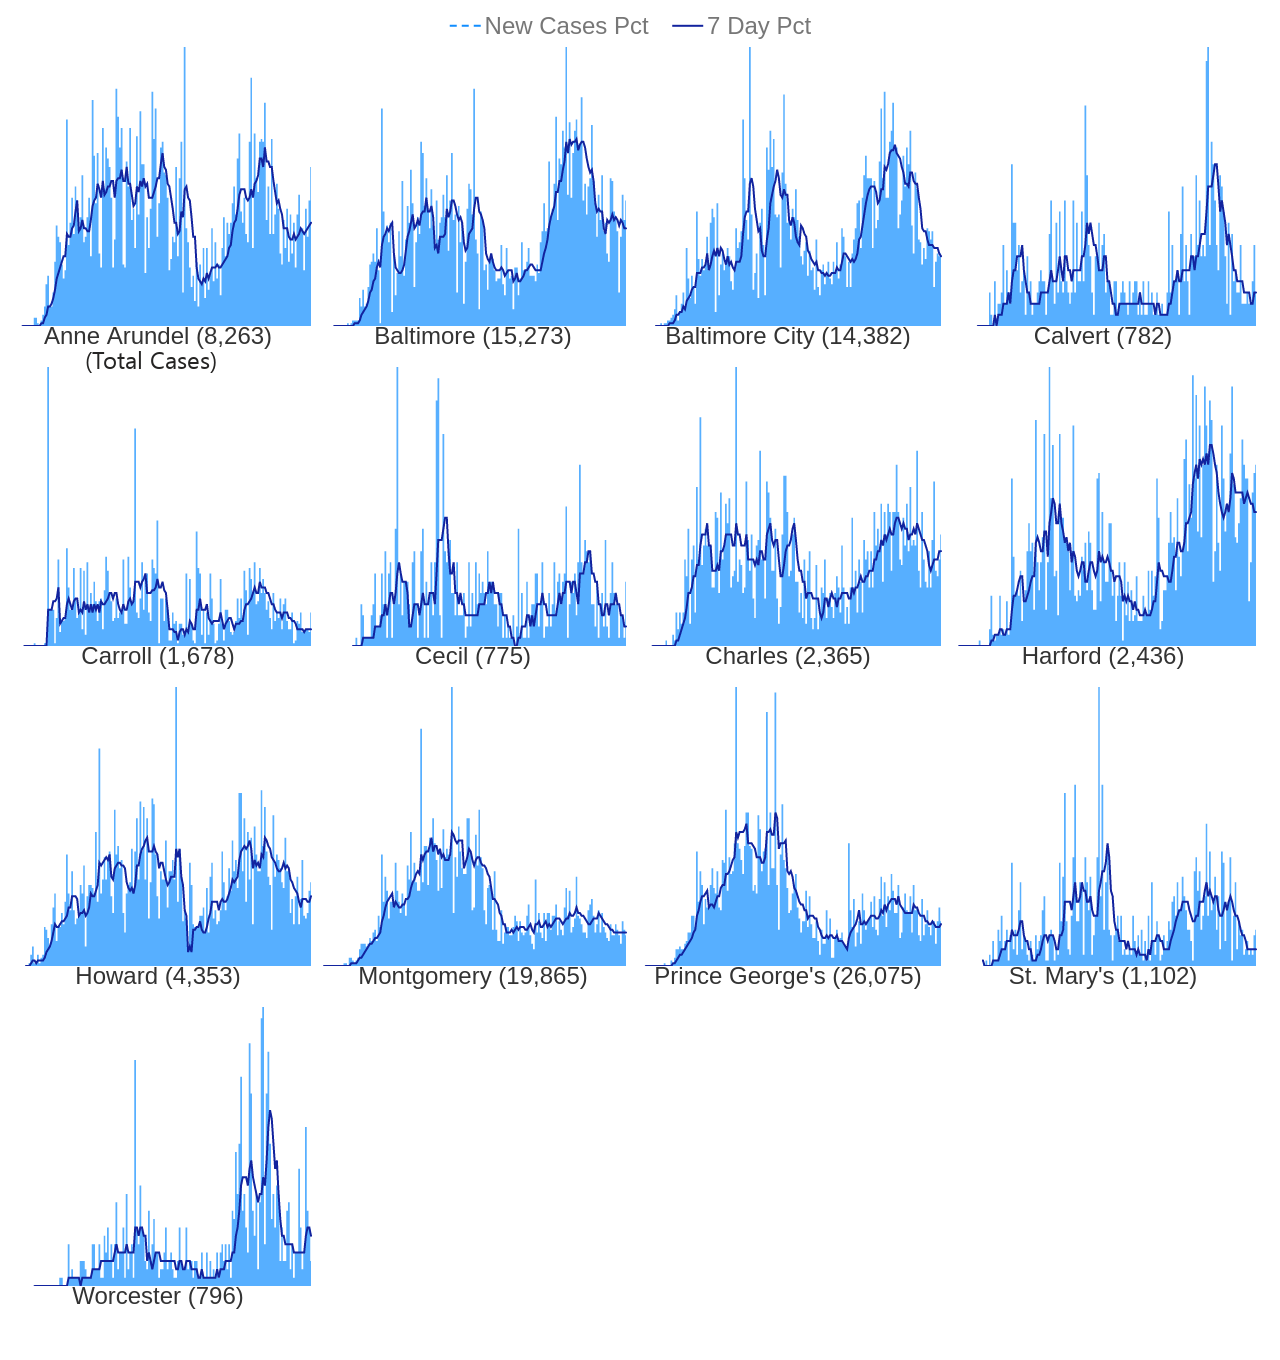 New Cases Pct 7 Day Pct
Anne Arundel (8,263) Baltimore (15,273) Baltimore City (14,382) Calvert (782)
(Total Cases)
Carroll (1,678) Cecil (775) Charles (2,365) Harford (2,436)
Howard (4,353) Montgomery (19,865) Prince George's (26,075) St. Mary's (1,102)
Worcester (796)